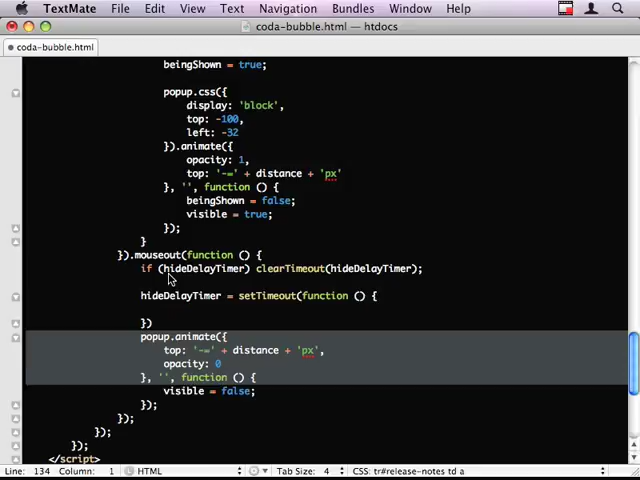 TextMate File Edit View Text Navigation Bundles Window Help
coda-bubble.html — htdocs
coda-bubble.html
beingShown = true;
popup.css({
display: 'block',
top: -100,
left: -32
}).animate({
opacity: 1,
top: '-=' + distance + 'px'
}, '', function () {
beingShown = false;
visible = true;
});
}
}).mouseout(function () {
if (hideDelayTimer) clearTimeout(hideDelayTimer);
hideDelayTimer = setTimeout(function () {
})
popup.animate({
top: '-=' + distance + 'px',
opacity: 0
}, '', function () {
visible = false;
});
});
});
});
</script>
Line: 134 Column: 1 HTML Tab Size: 4 CSS: tr#release-notes td a